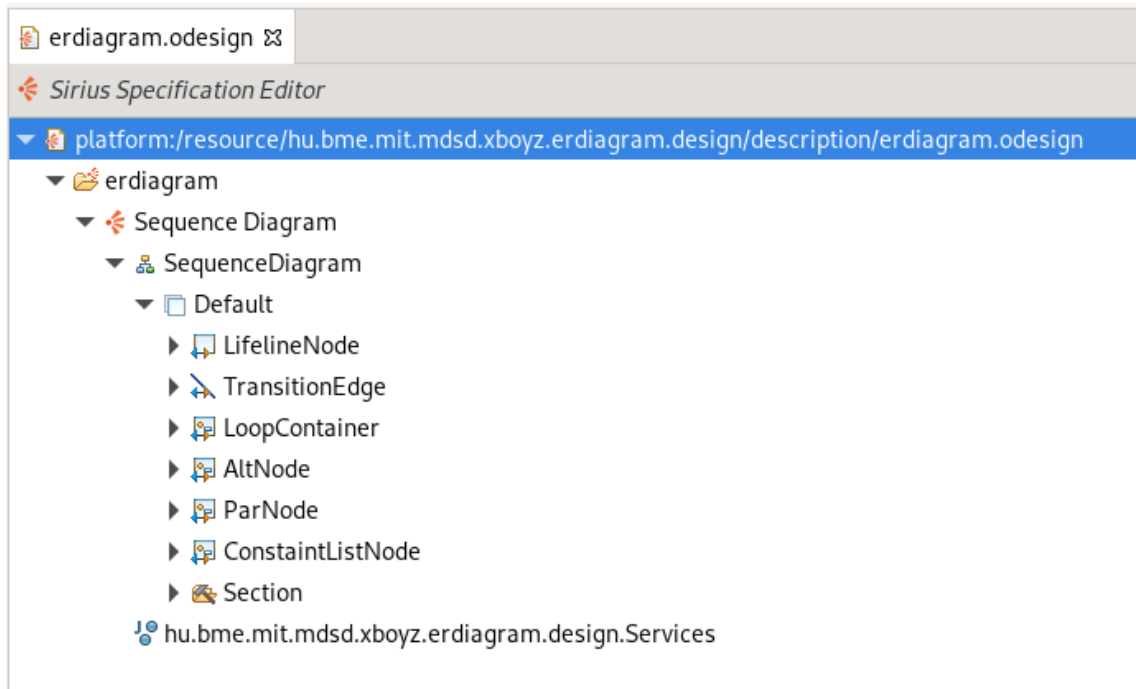 erdiagram.odesign
Sirius Specification Editor
platform:/resource/hu.bme.mit.mdsd.xboyz.erdiagram.design/description/erdiagram.odesign
erdiagram
Sequence Diagram
SequenceDiagram
Default
LifelineNode
TransitionEdge
LoopContainer
AltNode
ParNode
ConstaintListNode
Section
hu.bme.mit.mdsd.xboyz.erdiagram.design.Services